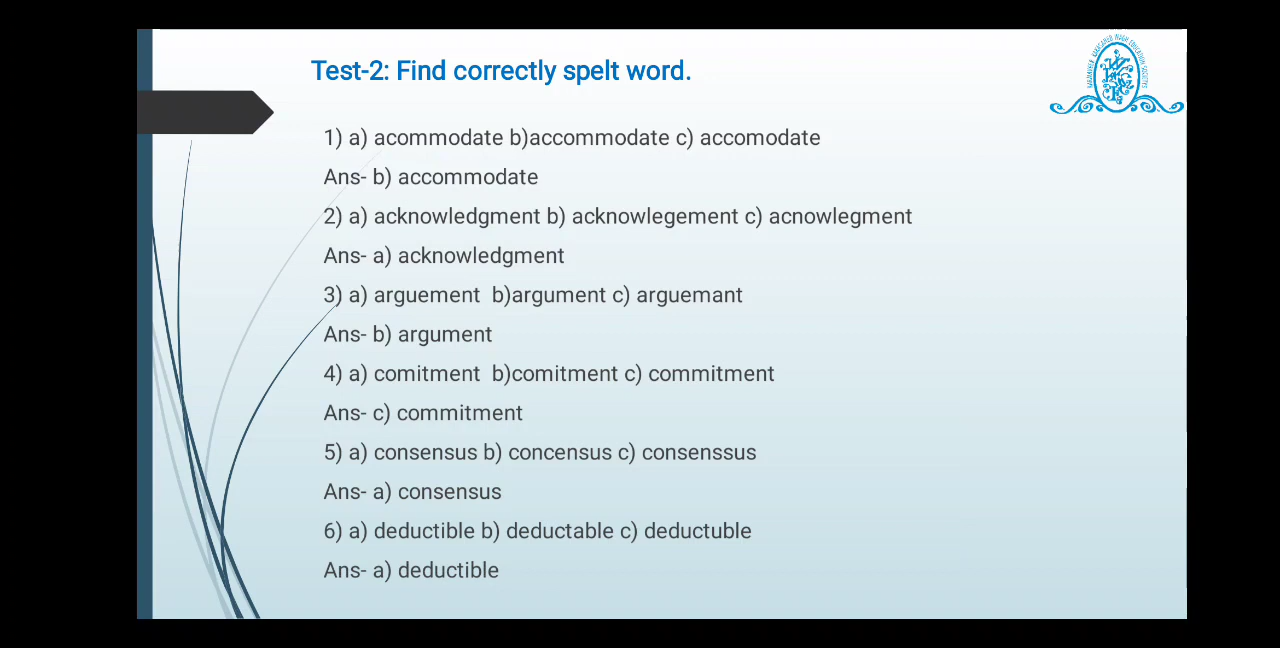 Test-2: Find correctly spelt word.
1) a) acommodate b)accommodate c) accomodate
Ans- b) accommodate
2) a) acknowledgment b) acknowlegement c) acnowlegment
Ans- a) acknowledgment
3) a) arguement  b)argument c) arguemant
Ans- b) argument
4) a) comitment  b)comitment c) commitment
Ans- c) commitment
5) a) consensus b) concensus c) consenssus
Ans- a) consensus
6) a) deductible b) deductable c) deductuble
Ans- a) deductible